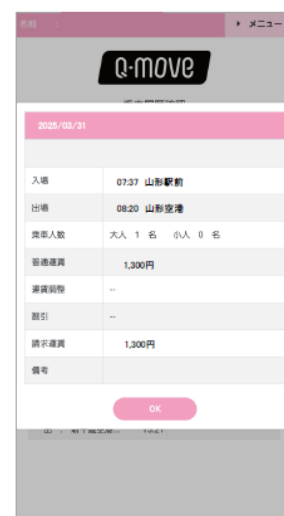 名前 :
▶ メニュー
Q-move
2025/03/31
入場 07:37 山形駅前
出場 08:20 山形空港
乗車人数 大人 1 名 小人 0 名
普通運賃 1,300円
運賃調整 --
割引 --
請求運賃 1,300円
備考
OK